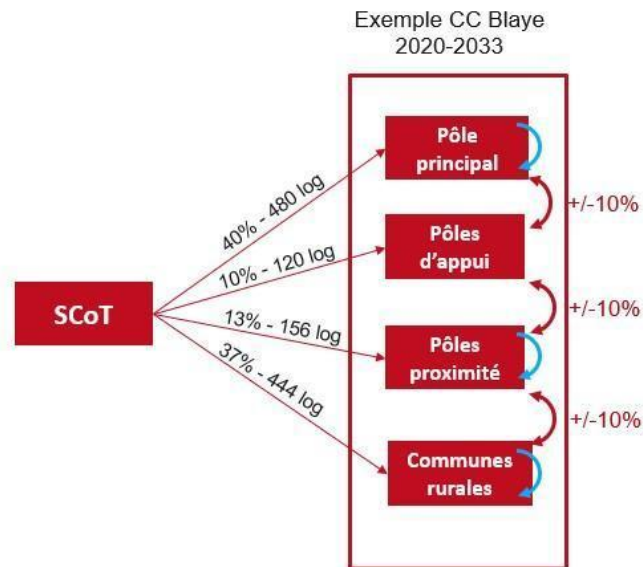 Exemple CC Blaye
2020-2033
Pôle
principal
+/-10%
40% - 480 log
Pôles
d'appui
10% - 120 log
SCoT
+/-10%
13% - 156 log
Pôles
proximité
37% - 444 log
+/-10%
Communes
rurales